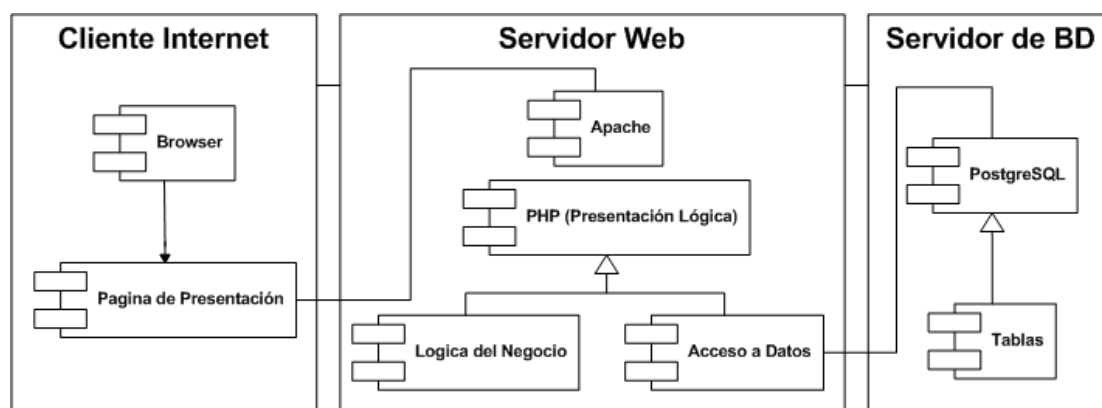 Cliente Internet
Servidor Web
Servidor de BD
Browser
Apache
PostgreSQL
PHP (Presentación Lógica)
Pagina de Presentación
Logica del Negocio
Acceso a Datos
Tablas